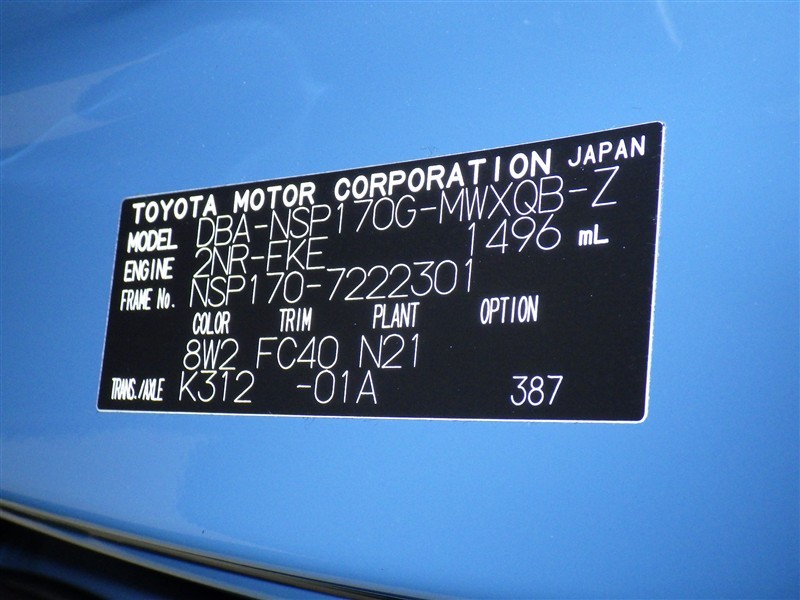 TOYOTA MOTOR CORPORATION JAPAN
MODEL DBA-NSP170G-MWXQB-Z
ENGINE 2NR-FKE 1496 mL
FRAME No. NSP170-7222301
COLOR TRIM PLANT OPTION
8W2 FC40 N21
TRANS./AXLE K312 -01A 387